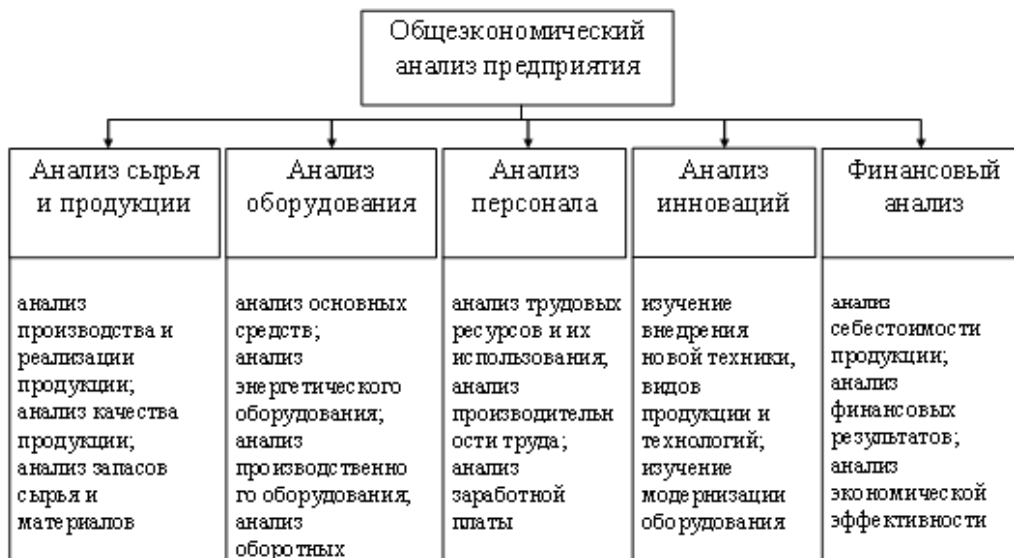 Общеэкономический
анализ предприятия
Анализ сырья
и продукции
Анализ
оборудования
Анализ
персонала
Анализ
инноваций
Финансовый
анализ
анализ
производства и
реализации
продукции;
анализ качества
продукции;
анализ запасов
сырья и
материалов
анализ основных
средств;
анализ
энергетического
оборудования;
анализ
производственно
го оборудования;
анализ
оборотных
анализ трудовых
ресурсов и их
использования;
анализ
производительн
ости труда;
анализ
заработной
платы
изучение
внедрения
новой техники,
видов
продукции и
технологий;
изучение
модернизации
оборудования
анализ
себестоимости
продукции;
анализ
финансовых
результатов;
анализ
экономической
эффективности